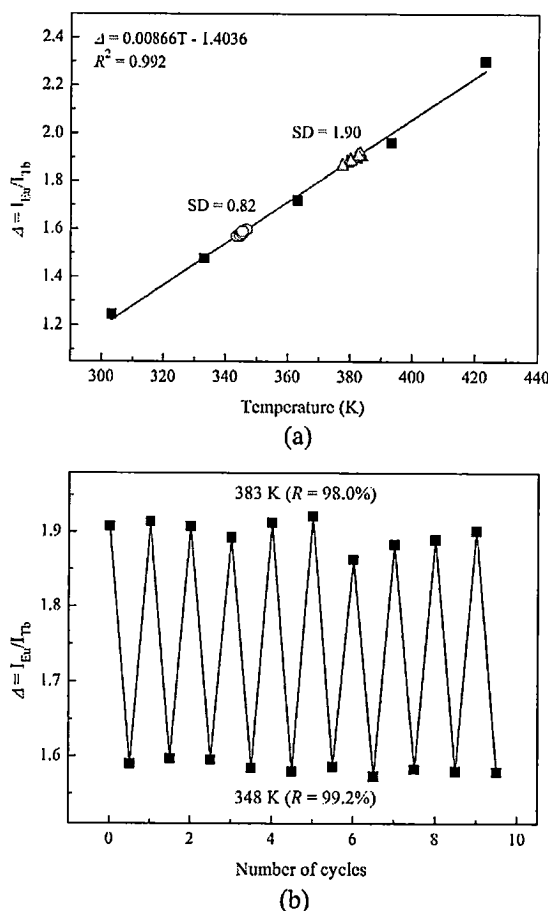 Δ = 0.00866T - 1.4036
R² = 0.992
2.4
2.2
2.0
1.8
1.6
1.4
1.2
Δ = I_Eu/I_Tb
SD = 1.90
SD = 0.82
300 320 340 360 380 400 420 440
Temperature (K)
(a)
383 K (R = 98.0%)
1.9
1.8
1.7
1.6
Δ = I_Eu/I_Tb
348 K (R = 99.2%)
0 2 4 6 8 10
Number of cycles
(b)